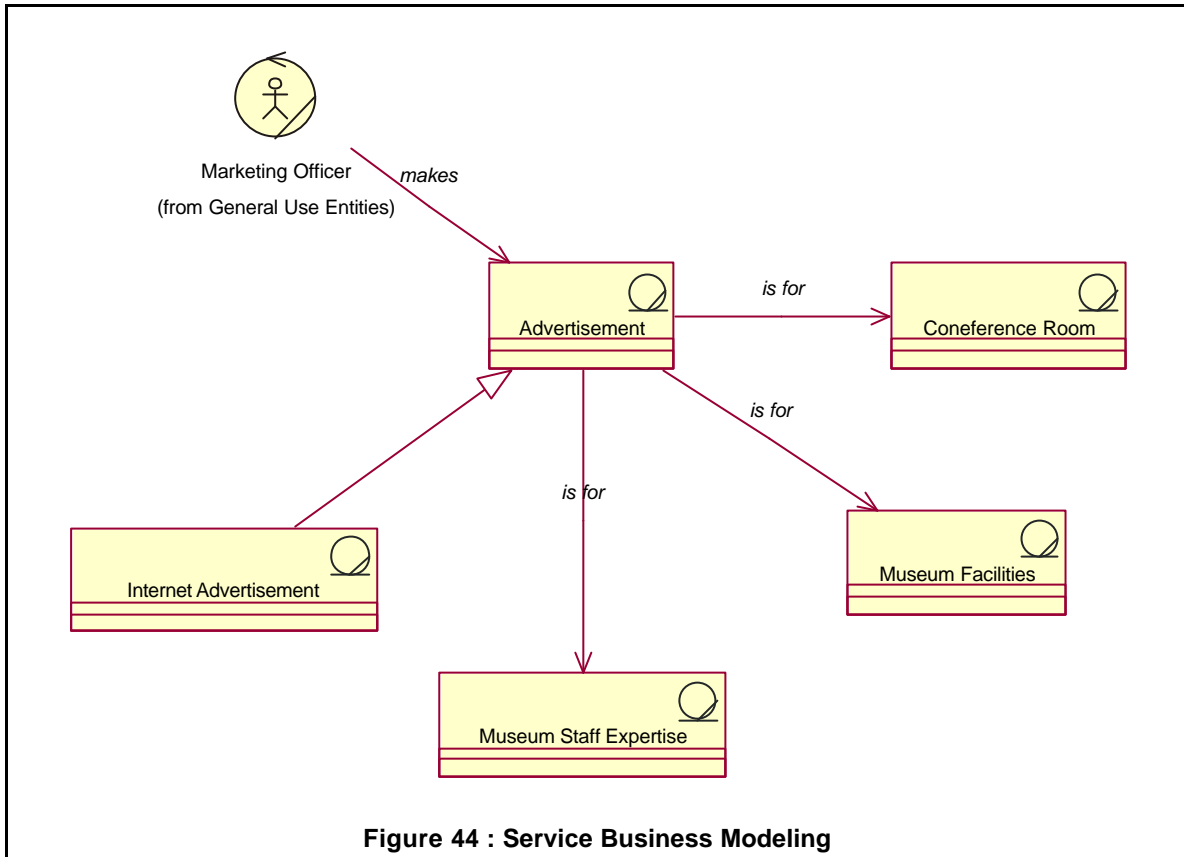 Marketing Officer
(from General Use Entities)
makes
Advertisement
is for
Coneference Room
is for
is for
Internet Advertisement
Museum Facilities
Museum Staff Expertise
Figure 44 : Service Business Modeling